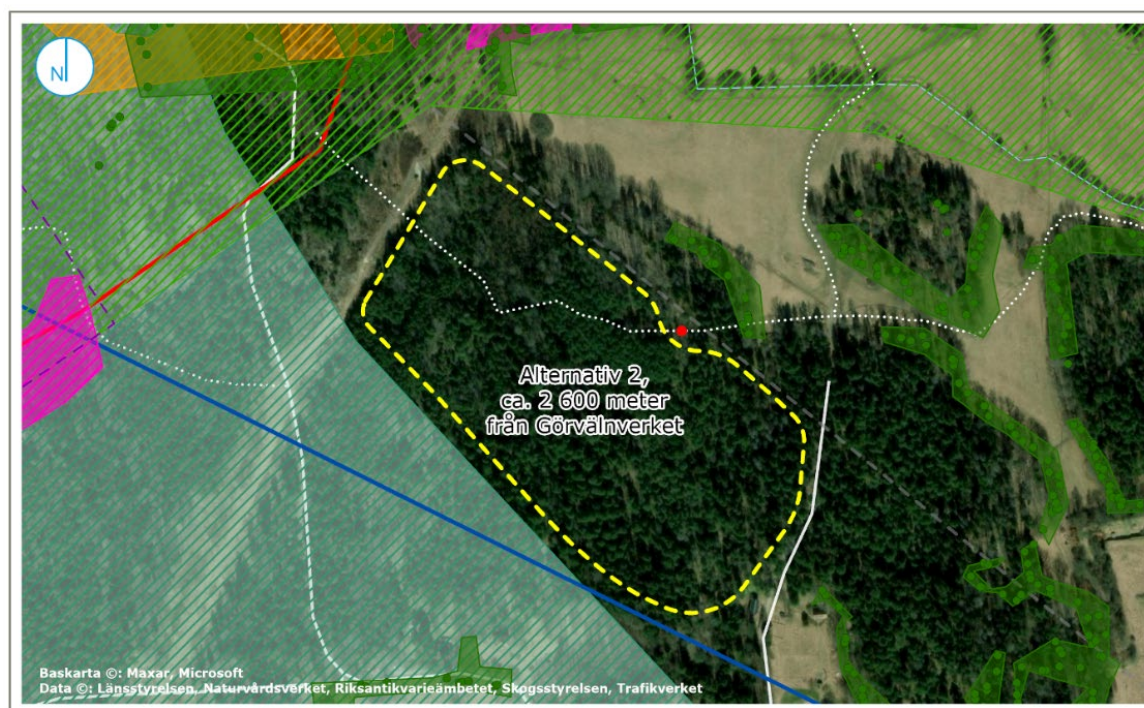 N
Alternativ 2,
ca. 2 600 meter
från Görvälnverket
Baskarta ©: Maxar, Microsoft
Data ©: Länsstyrelsen, Naturvårdsverket, Riksantikvarieämbetet, Skogsstyrelsen, Trafikverket